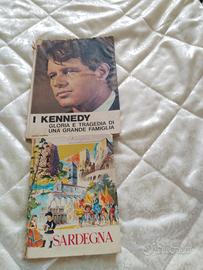 I KENNEDY
GLORIA E TRAGEDIA DI
UNA GRANDE FAMIGLIA
SARDEGNA